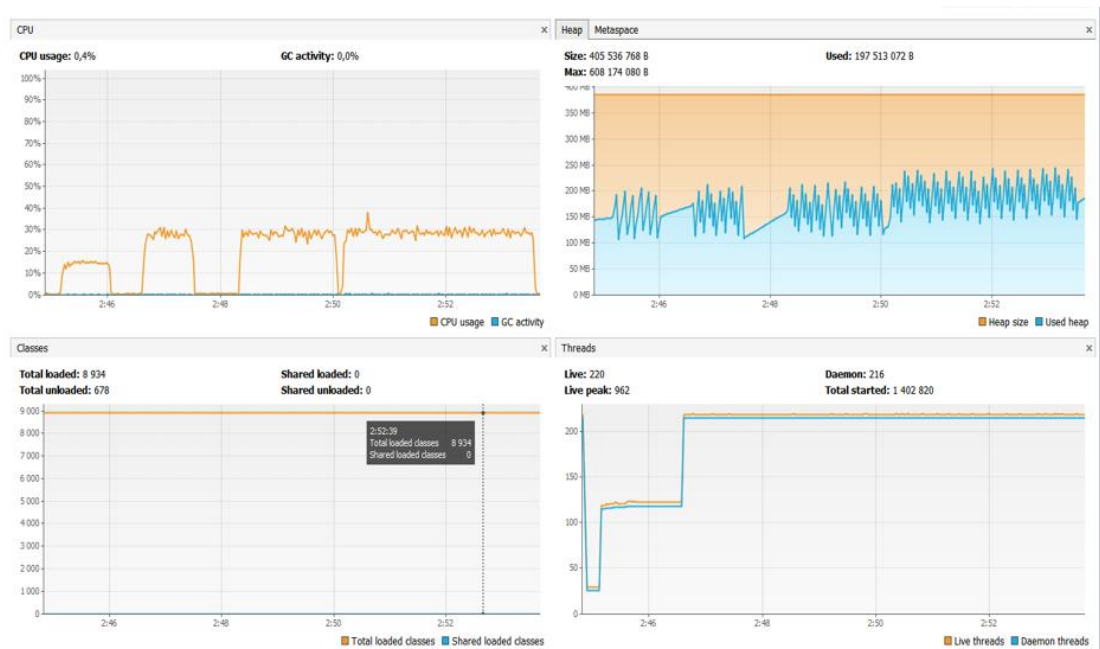 CPU x
CPU usage: 0,4% GC activity: 0,0%
100%
90%
80%
70%
60%
50%
40%
30%
20%
10%
0%
2:46 2:48 2:50 2:52
CPU usage GC activity
Heap Metaspace x
Size: 405 536 768 B Used: 197 513 072 B
Max: 608 174 080 B
400 MB
350 MB
300 MB
250 MB
200 MB
150 MB
100 MB
50 MB
0 MB
2:46 2:48 2:50 2:52
Heap size Used heap
Classes x
Total loaded: 8 934 Shared loaded: 0
Total unloaded: 678 Shared unloaded: 0
9 000
8 000
7 000
6 000
5 000
4 000
3 000
2 000
1 000
0
2:52:39
Total loaded classes 8 934
Shared loaded classes 0
2:46 2:48 2:50 2:52
Total loaded classes Shared loaded classes
Threads x
Live: 220 Daemon: 216
Live peak: 962 Total started: 1 402 820
200
150
100
50
0
2:46 2:48 2:50 2:52
Live threads Daemon threads